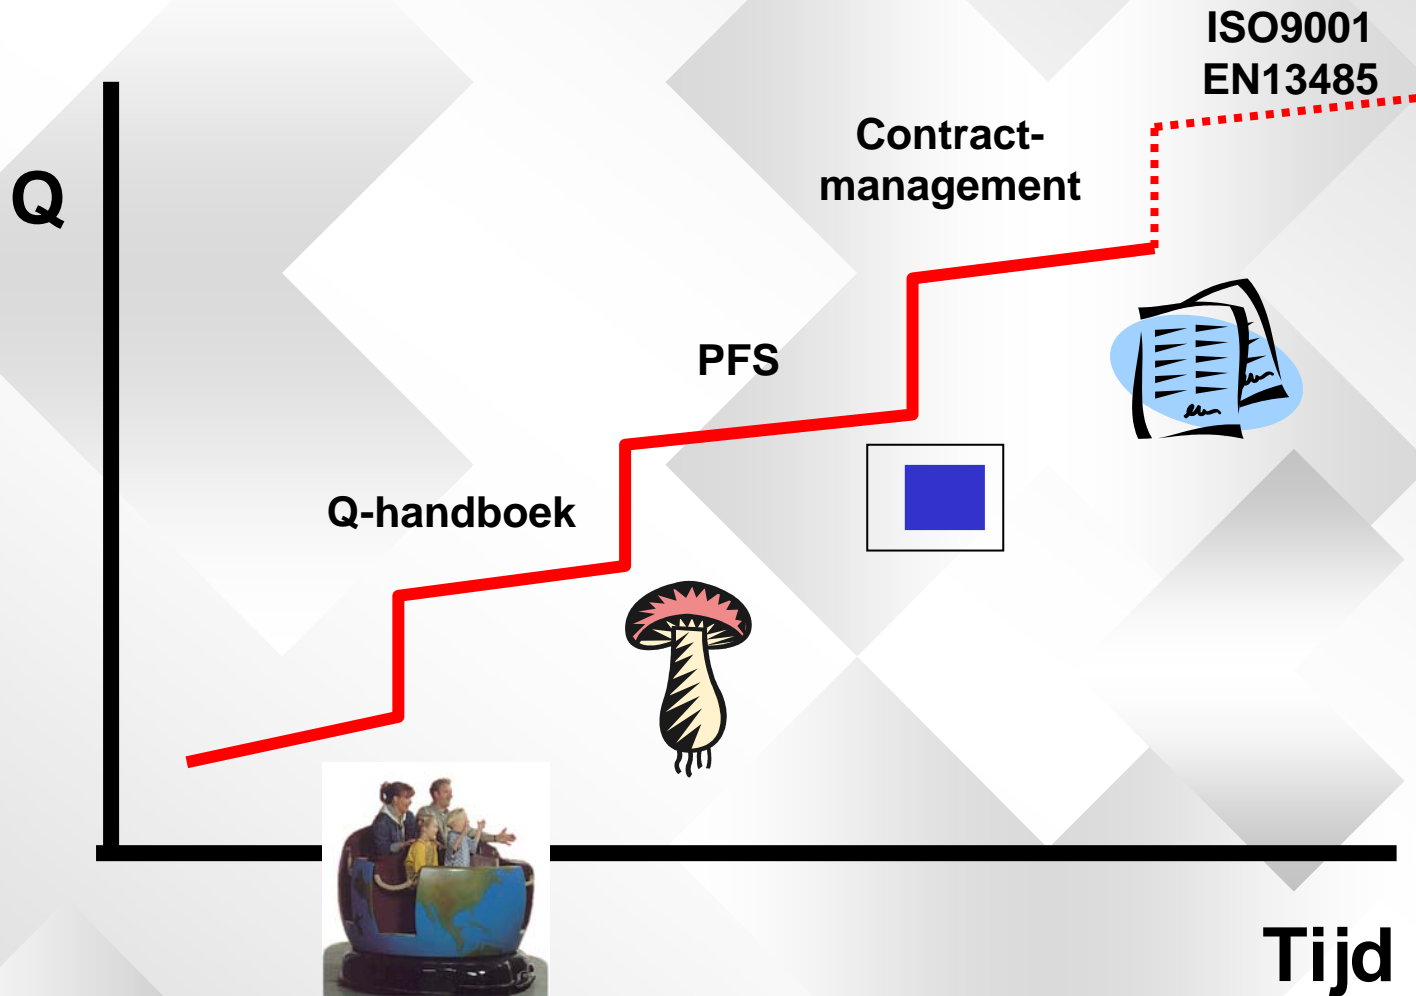 ISO9001
EN13485
Contract-
management
Q
PFS
Q-handboek
Tijd